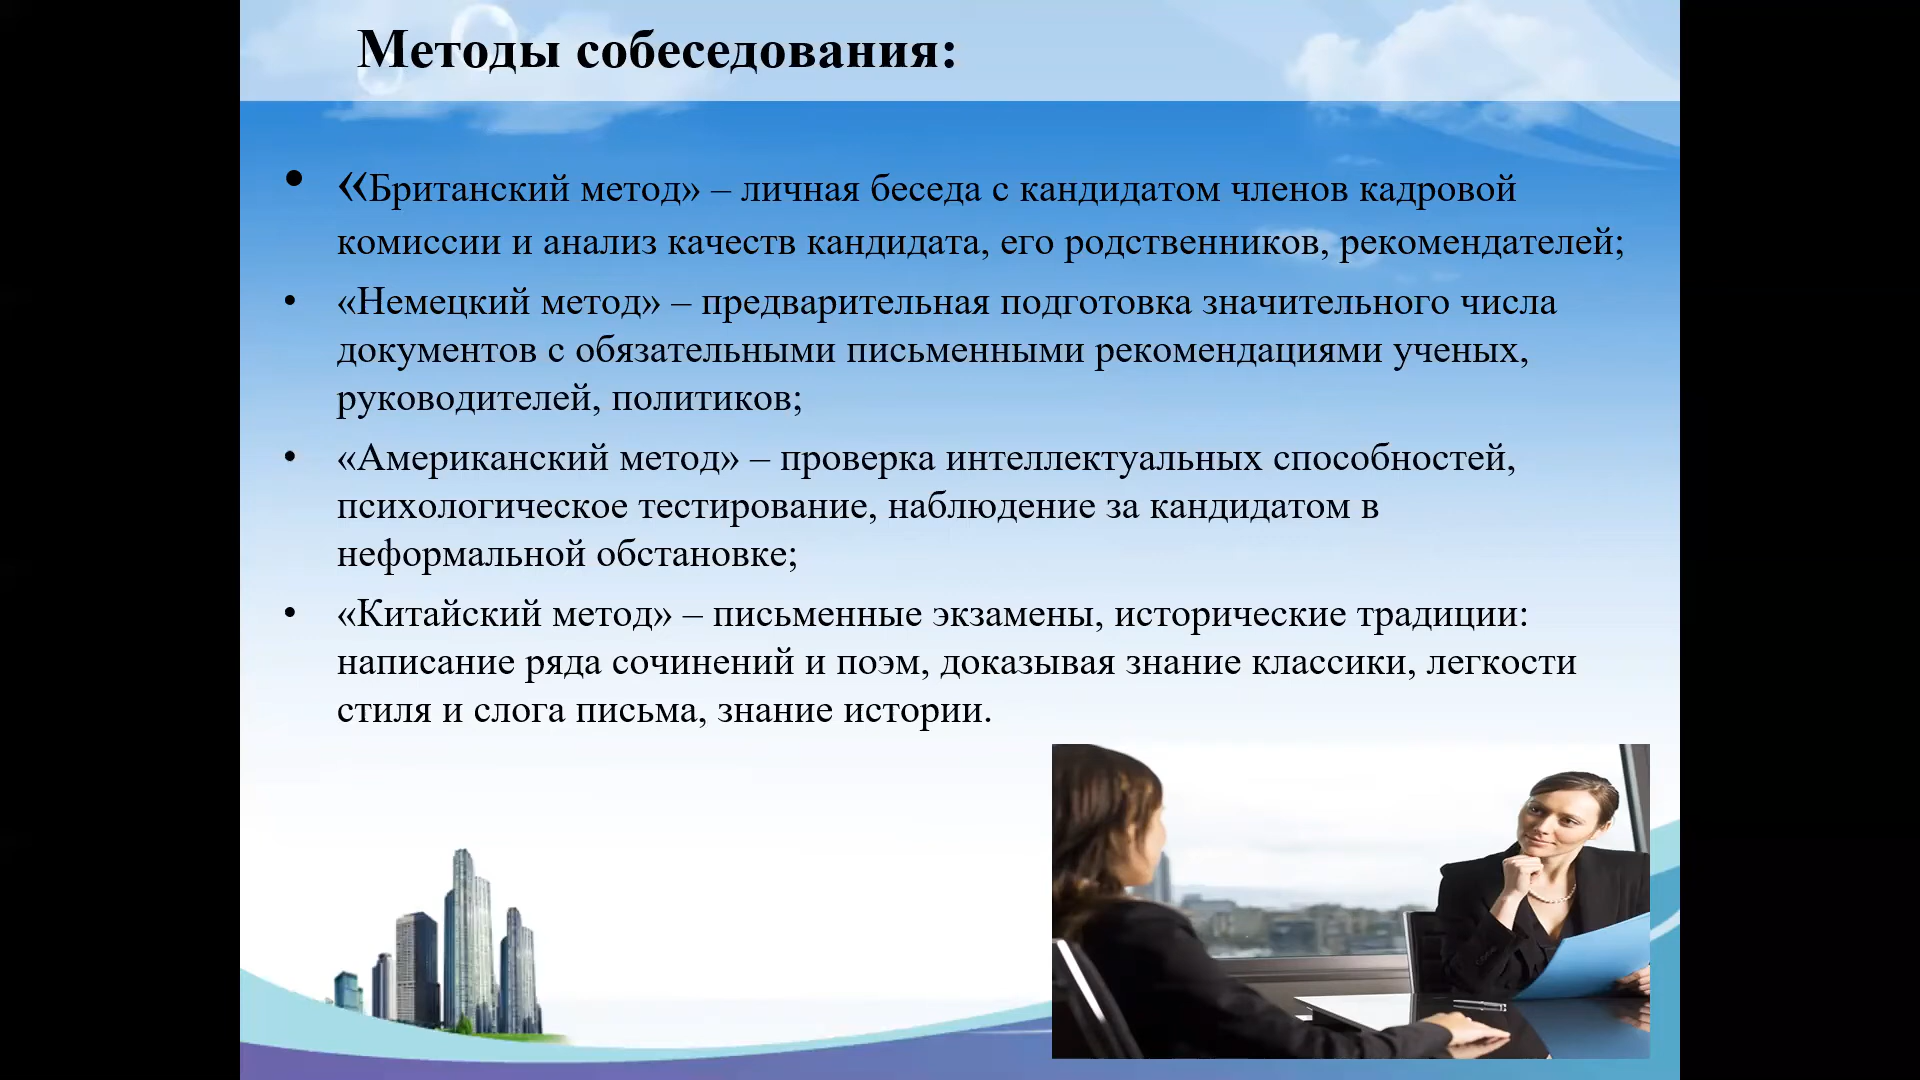 Методы собеседования:
• «Британский метод» – личная беседа с кандидатом членов кадровой
комиссии и анализ качеств кандидата, его родственников, рекомендателей;
• «Немецкий метод» – предварительная подготовка значительного числа
документов с обязательными письменными рекомендациями ученых,
руководителей, политиков;
• «Американский метод» – проверка интеллектуальных способностей,
психологическое тестирование, наблюдение за кандидатом в
неформальной обстановке;
• «Китайский метод» – письменные экзамены, исторические традиции:
написание ряда сочинений и поэм, доказывая знание классики, легкости
стиля и слога письма, знание истории.